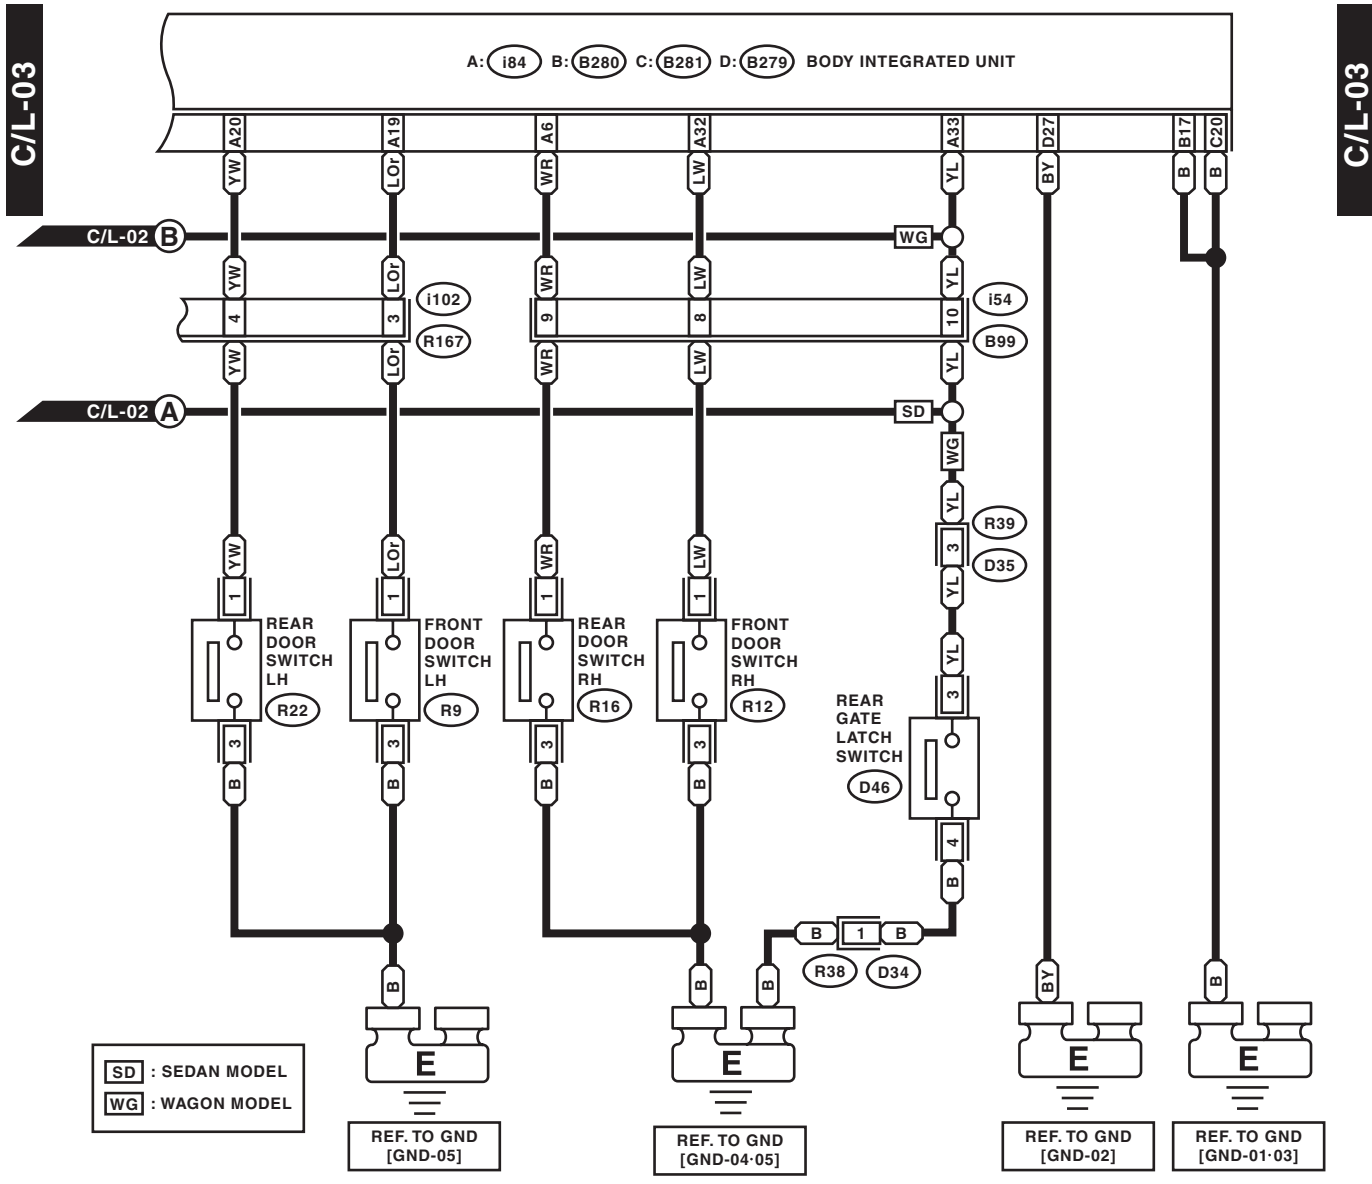 C/L-03
C/L-03
A: i84 B: B280 C: B281 D: B279 BODY INTEGRATED UNIT
A20 A19 A6 A32 A33 D27 B17 C20
YW LOr WR LW YL BY B B
C/L-02 B WG
YW LOr WR LW YL
4 3 i102 9 8 10 i54
R167 B99
YW LOr WR LW YL
C/L-02 A SD
WG
YL
R39
3
D35
YL
YW LOr WR LW
1 1 1 1
YL
REAR DOOR SWITCH LH
R22
FRONT DOOR SWITCH LH
R9
REAR DOOR SWITCH RH
R16
FRONT DOOR SWITCH RH
R12
3
REAR
GATE
LATCH
SWITCH
D46
3 3 3 3
B B B B
4
B
B 1 B
R38 D34
B B B BY B
E E E E
SD : SEDAN MODEL
WG : WAGON MODEL
REF. TO GND
[GND-05]
REF. TO GND
[GND-04·05]
REF. TO GND
[GND-02]
REF. TO GND
[GND-01·03]